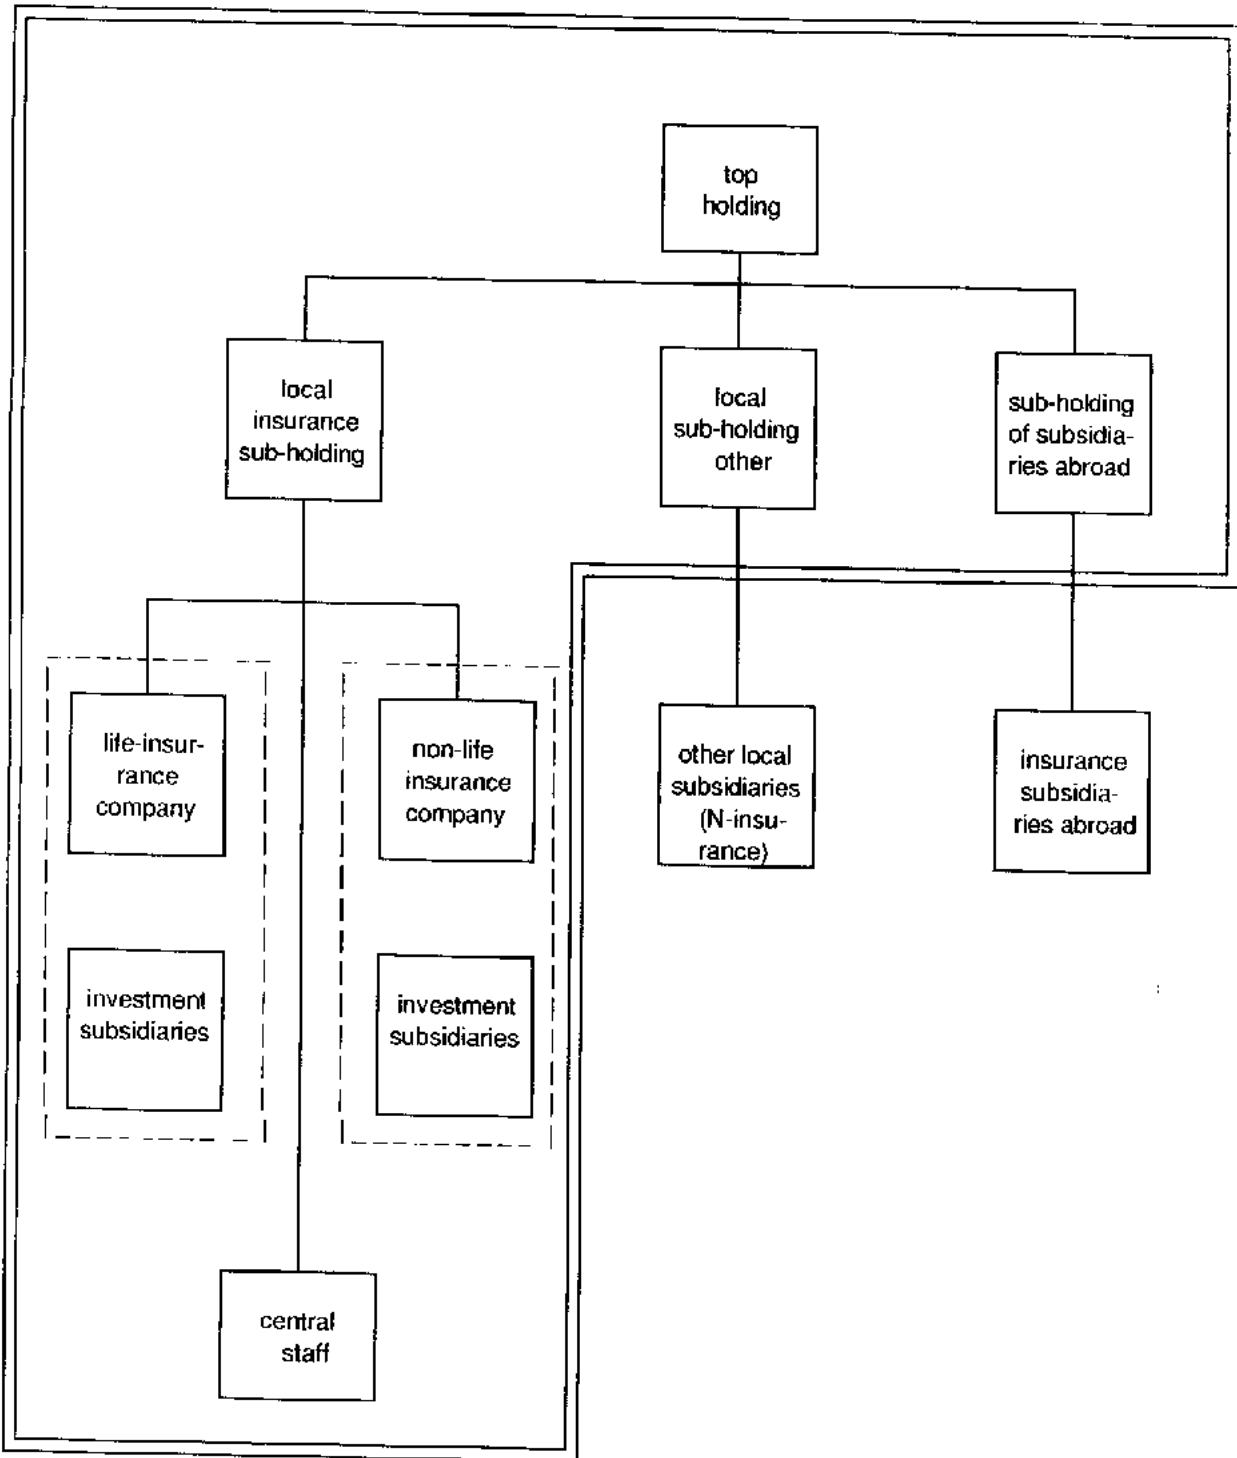 top
holding
local
insurance
sub-holding
local
sub-holding
other
sub-holding
of subsidia-
ries abroad
life-insur-
rance
company
non-life
insurance
company
other local
subsidiaries
(N-insu-
rance)
insurance
subsidia-
ries abroad
investment
subsidiaries
investment
subsidiaries
central
staff